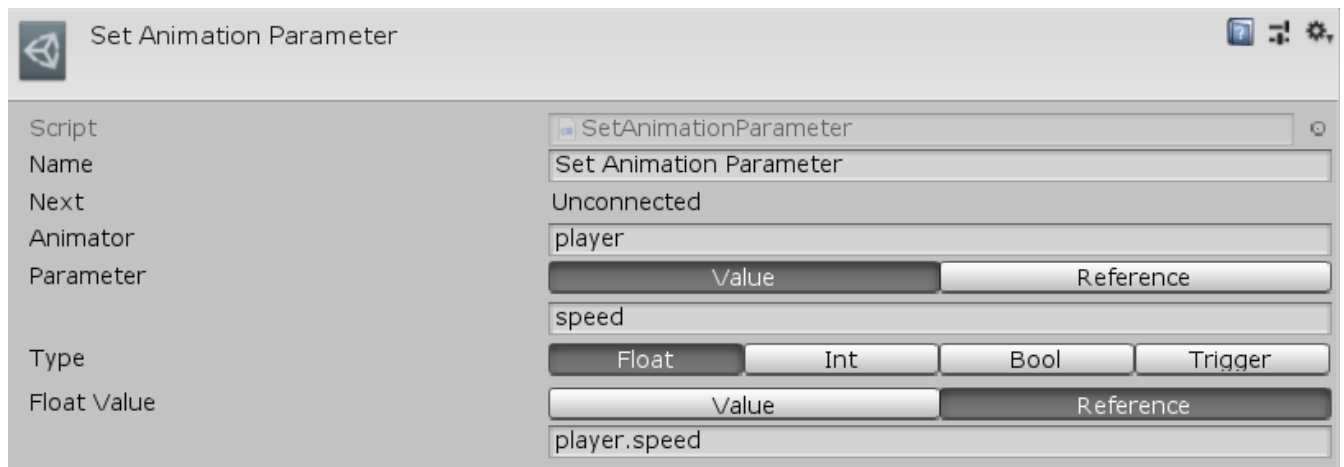 Set Animation Parameter
Script SetAnimationParameter
Name Set Animation Parameter
Next Unconnected
Animator player
Parameter Value Reference
speed
Type Float Int Bool Trigger
Float Value Value Reference
player.speed